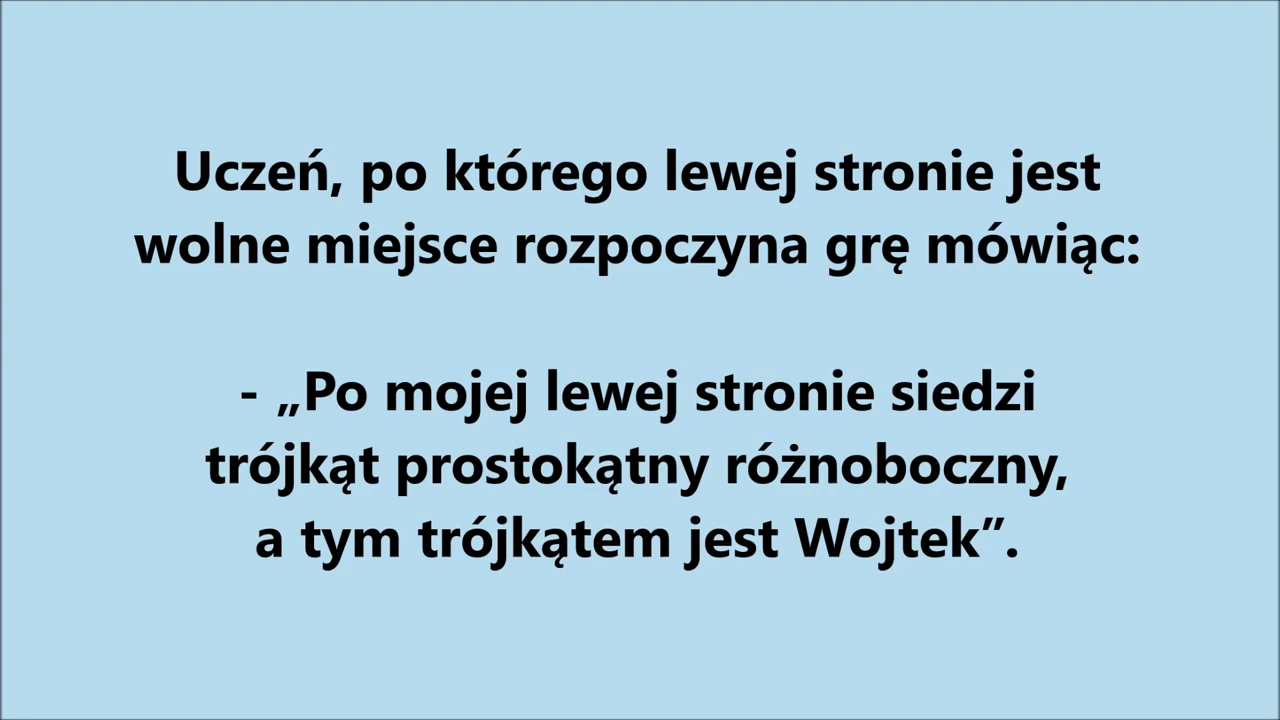 Uczeń, po którego lewej stronie jest
wolne miejsce rozpoczyna grę mówiąc:
- „Po mojej lewej stronie siedzi
trójkąt prostokątny różnoboczny,
a tym trójkątem jest Wojtek”.